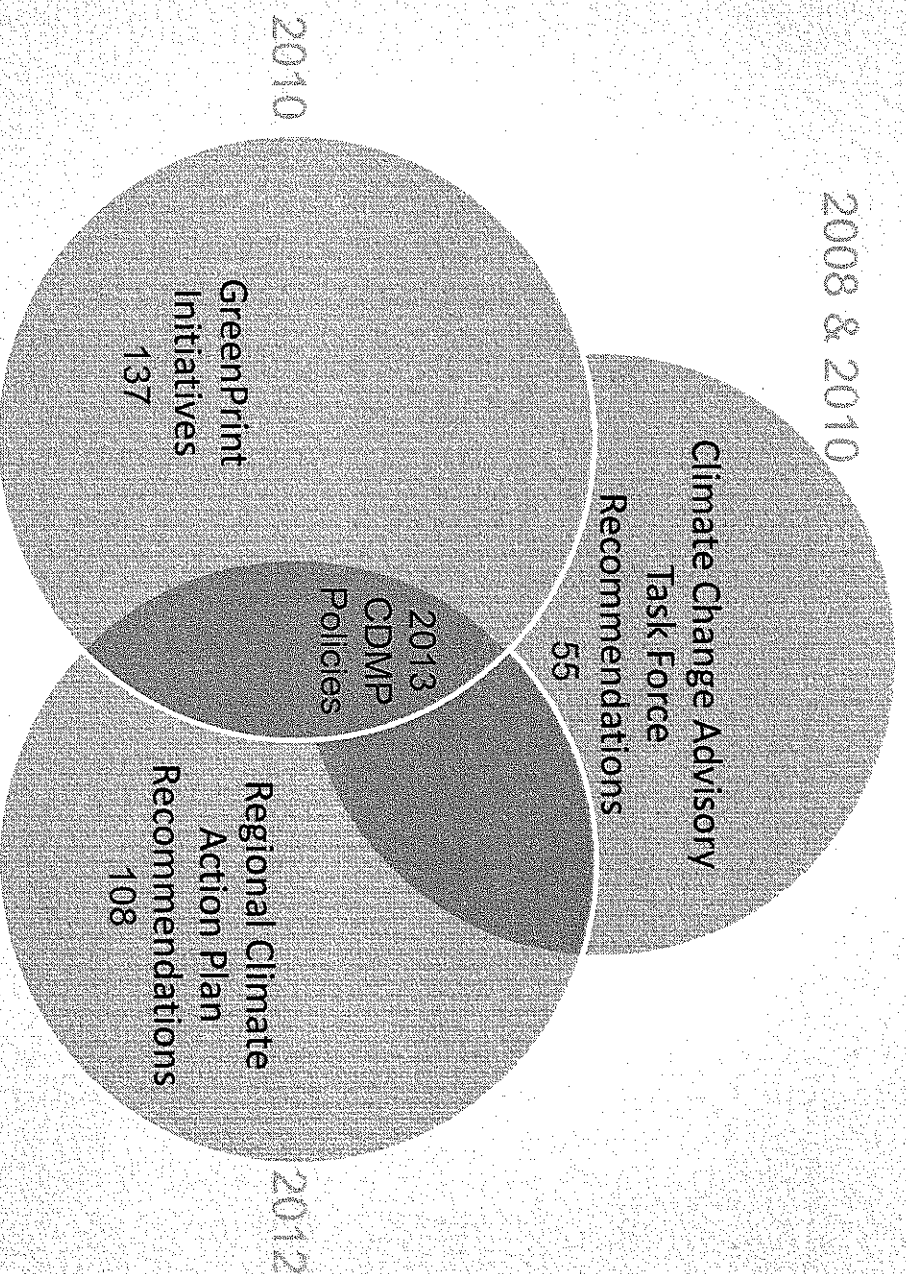 2008 & 2010
Climate Change Advisory
Task Force
Recommendations
55
2010
GreenPrint
Initiatives
137
2013
CDMP
Policies
Regional Climate
Action Plan
Recommendations
108
2012